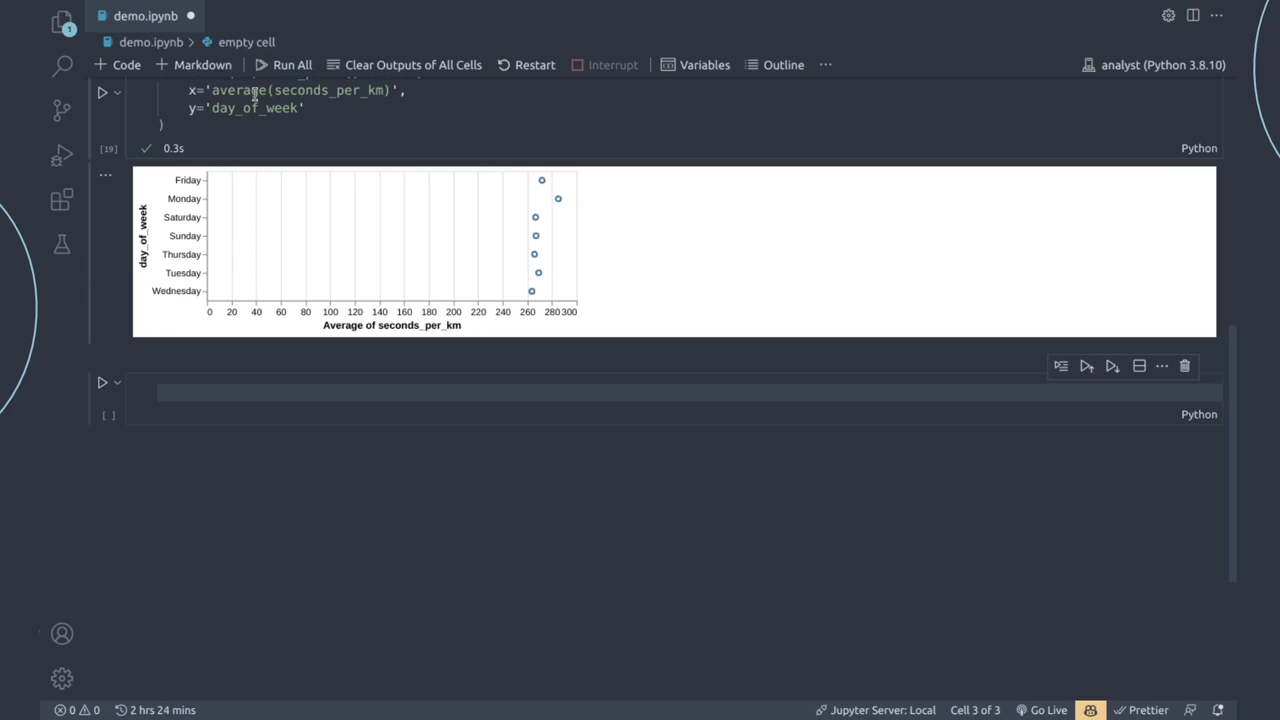 demo.ipynb
1
demo.ipynb > empty cell
+ Code + Markdown Run All Clear Outputs of All Cells Restart Interrupt Variables Outline ··· analyst (Python 3.8.10)
x='average(seconds_per_km)',
y='day_of_week'
)
[19] 0.3s Python
...
Friday
Monday
Saturday
Sunday
Thursday
Tuesday
Wednesday
day_of_week
0 20 40 60 80 100 120 140 160 180 200 220 240 260 280 300
Average of seconds_per_km
[ ] Python
0 0 2 hrs 24 mins Jupyter Server: Local Cell 3 of 3 Go Live Prettier